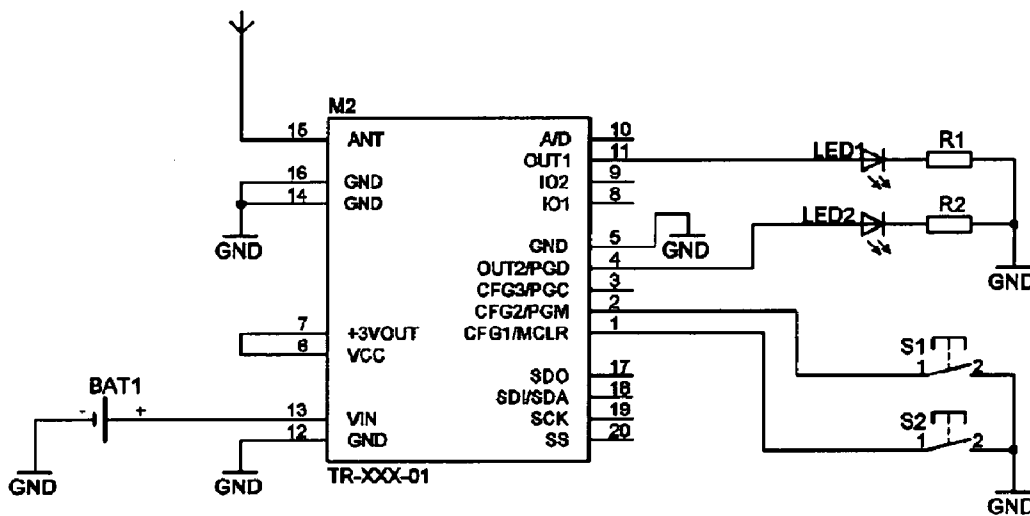 M2
15 ANT
16 GND
14 GND
GND
7 +3VOUT
6 VCC
BAT1
- +
13 VIN
12 GND
GND
GND
TR-XXX-01
A/D 10
OUT1 11
IO2 9
IO1 8
GND 5
OUT2/PGD 4
CFG3/PGC 3
CFG2/PGM 2
CFG1/MCLR 1
SDO 17
SDI/SDA 18
SCK 19
SS 20
LED1 R1
LED2 R2
GND
GND
S1
1 2
S2
1 2
GND